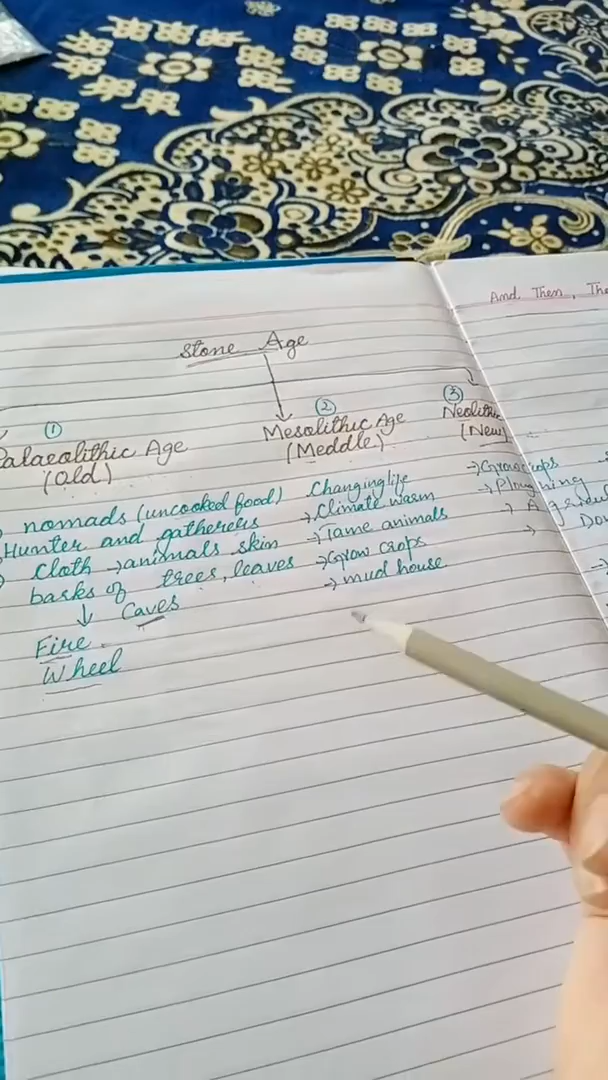 And Then, The
Stone Age
①
Palaeolithic Age
(Old)
nomads (uncooked food)
Hunter and gatherers
cloth → animals skin
barks of trees, leaves
↓ Caves
Fire
Wheel
②
Mesolithic Age
(Meddle)
Changing life
→ Climate warm
→ Tame animals
→ Grow crops
→ mud house
③
Neolithic
(New)
→ Grow crops
→ Ploughing